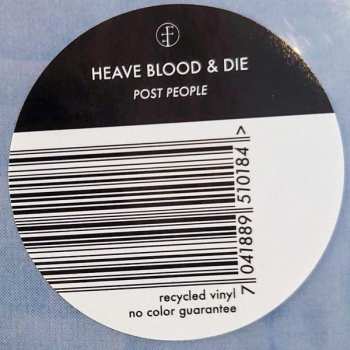 HEAVE BLOOD & DIE
POST PEOPLE
7 041889 510184 >
recycled vinyl
no color guarantee